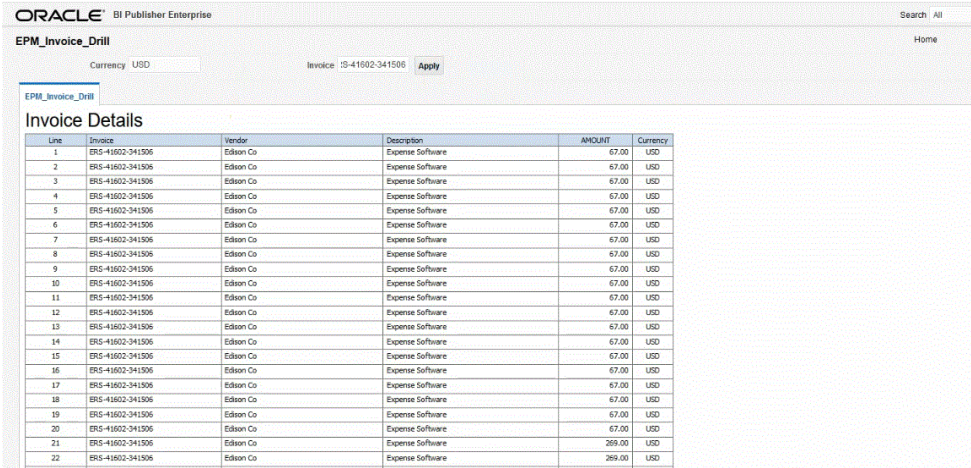 ORACLE BI Publisher Enterprise Search All
EPM_Invoice_Drill Home
Currency USD Invoice :S-41602-341506 Apply
EPM_Invoice_Drill
Invoice Details
Line Invoice Vendor Description AMOUNT Currency
1 ERS-41602-341506 Edison Co Expense Software 67.00 USD
2 ERS-41602-341506 Edison Co Expense Software 67.00 USD
3 ERS-41602-341506 Edison Co Expense Software 67.00 USD
4 ERS-41602-341506 Edison Co Expense Software 67.00 USD
5 ERS-41602-341506 Edison Co Expense Software 67.00 USD
6 ERS-41602-341506 Edison Co Expense Software 67.00 USD
7 ERS-41602-341506 Edison Co Expense Software 67.00 USD
8 ERS-41602-341506 Edison Co Expense Software 67.00 USD
9 ERS-41602-341506 Edison Co Expense Software 67.00 USD
10 ERS-41602-341506 Edison Co Expense Software 67.00 USD
11 ERS-41602-341506 Edison Co Expense Software 67.00 USD
12 ERS-41602-341506 Edison Co Expense Software 67.00 USD
13 ERS-41602-341506 Edison Co Expense Software 67.00 USD
14 ERS-41602-341506 Edison Co Expense Software 67.00 USD
15 ERS-41602-341506 Edison Co Expense Software 67.00 USD
16 ERS-41602-341506 Edison Co Expense Software 67.00 USD
17 ERS-41602-341506 Edison Co Expense Software 67.00 USD
18 ERS-41602-341506 Edison Co Expense Software 67.00 USD
19 ERS-41602-341506 Edison Co Expense Software 67.00 USD
20 ERS-41602-341506 Edison Co Expense Software 67.00 USD
21 ERS-41602-341506 Edison Co Expense Software 269.00 USD
22 ERS-41602-341506 Edison Co Expense Software 269.00 USD